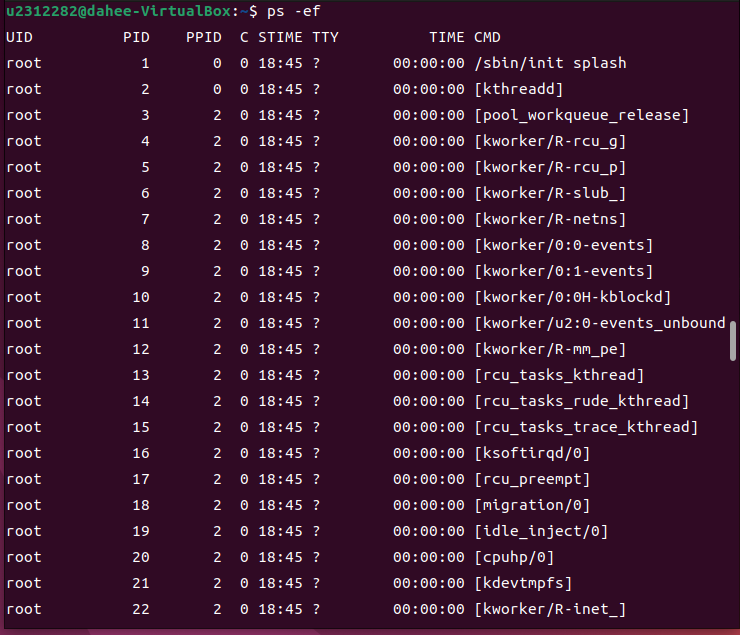 u2312282@dahee-VirtualBox:~$ ps -ef
UID PID PPID C STIME TTY TIME CMD
root 1 0 0 18:45 ? 00:00:00 /sbin/init splash
root 2 0 0 18:45 ? 00:00:00 [kthreadd]
root 3 2 0 18:45 ? 00:00:00 [pool_workqueue_release]
root 4 2 0 18:45 ? 00:00:00 [kworker/R-rcu_g]
root 5 2 0 18:45 ? 00:00:00 [kworker/R-rcu_p]
root 6 2 0 18:45 ? 00:00:00 [kworker/R-slub_]
root 7 2 0 18:45 ? 00:00:00 [kworker/R-netns]
root 8 2 0 18:45 ? 00:00:00 [kworker/0:0-events]
root 9 2 0 18:45 ? 00:00:00 [kworker/0:1-events]
root 10 2 0 18:45 ? 00:00:00 [kworker/0:0H-kblockd]
root 11 2 0 18:45 ? 00:00:00 [kworker/u2:0-events_unbound
root 12 2 0 18:45 ? 00:00:00 [kworker/R-mm_pe]
root 13 2 0 18:45 ? 00:00:00 [rcu_tasks_kthread]
root 14 2 0 18:45 ? 00:00:00 [rcu_tasks_rude_kthread]
root 15 2 0 18:45 ? 00:00:00 [rcu_tasks_trace_kthread]
root 16 2 0 18:45 ? 00:00:00 [ksoftirqd/0]
root 17 2 0 18:45 ? 00:00:00 [rcu_preempt]
root 18 2 0 18:45 ? 00:00:00 [migration/0]
root 19 2 0 18:45 ? 00:00:00 [idle_inject/0]
root 20 2 0 18:45 ? 00:00:00 [cpuhp/0]
root 21 2 0 18:45 ? 00:00:00 [kdevtmpfs]
root 22 2 0 18:45 ? 00:00:00 [kworker/R-inet_]